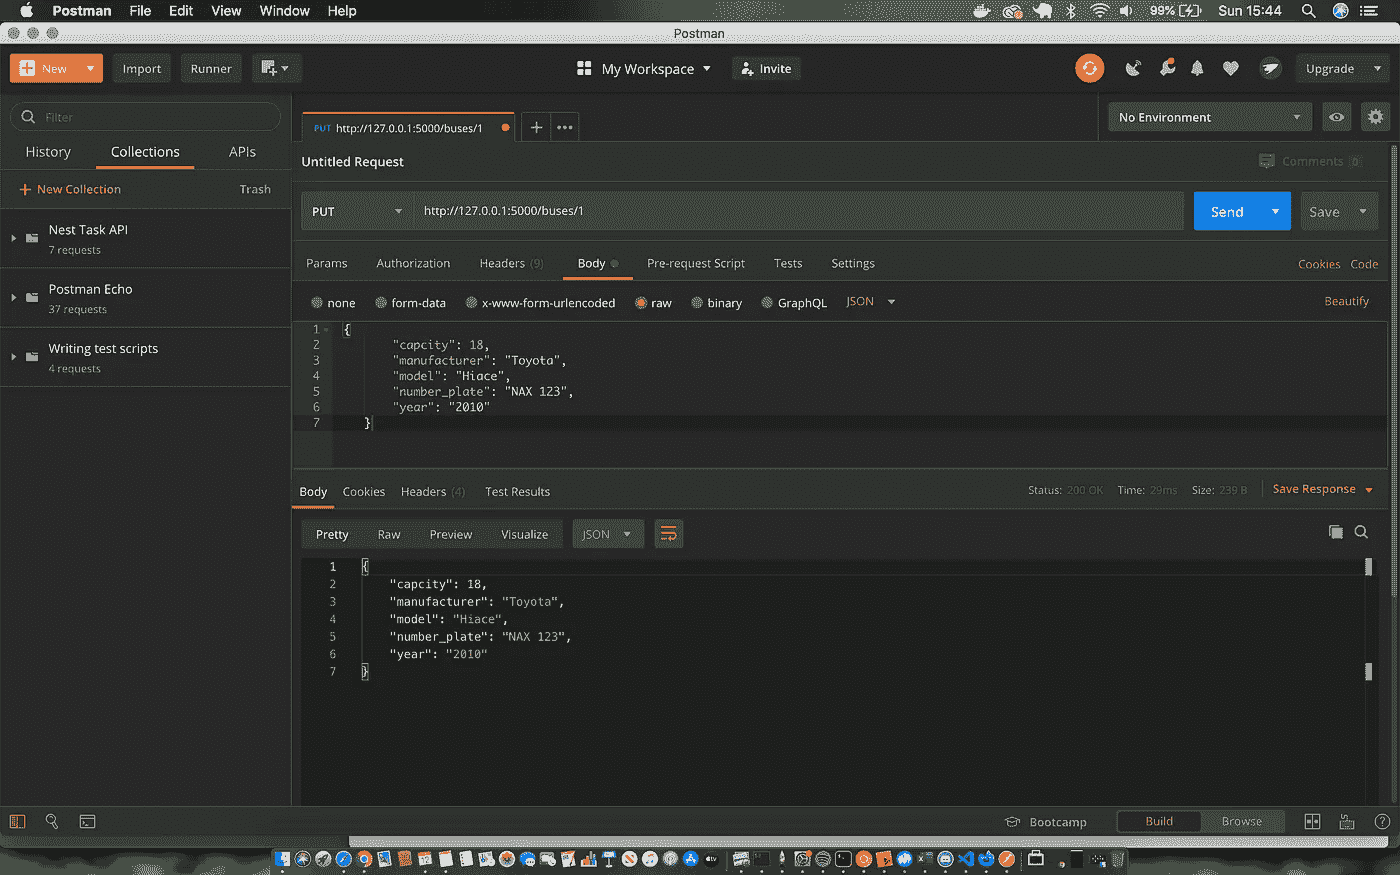 Postman File Edit View Window Help 99% Sun 15:44
Postman
New Import Runner My Workspace Invite Upgrade
Filter
History Collections APIs
+ New Collection Trash
Nest Task API
7 requests
Postman Echo
37 requests
Writing test scripts
4 requests
PUT http://127.0.0.1:5000/buses/1 + •••
No Environment
Untitled Request Comments 0
PUT http://127.0.0.1:5000/buses/1 Send Save
Params Authorization Headers (9) Body Pre-request Script Tests Settings Cookies Code
none form-data x-www-form-urlencoded raw binary GraphQL JSON Beautify
1 {
2 "capcity": 18,
3 "manufacturer": "Toyota",
4 "model": "Hiace",
5 "number_plate": "NAX 123",
6 "year": "2010"
7 }
Body Cookies Headers (4) Test Results Status: 200 OK Time: 29ms Size: 239 B Save Response
Pretty Raw Preview Visualize JSON
1 {
2 "capcity": 18,
3 "manufacturer": "Toyota",
4 "model": "Hiace",
5 "number_plate": "NAX 123",
6 "year": "2010"
7 }
Bootcamp Build Browse ?